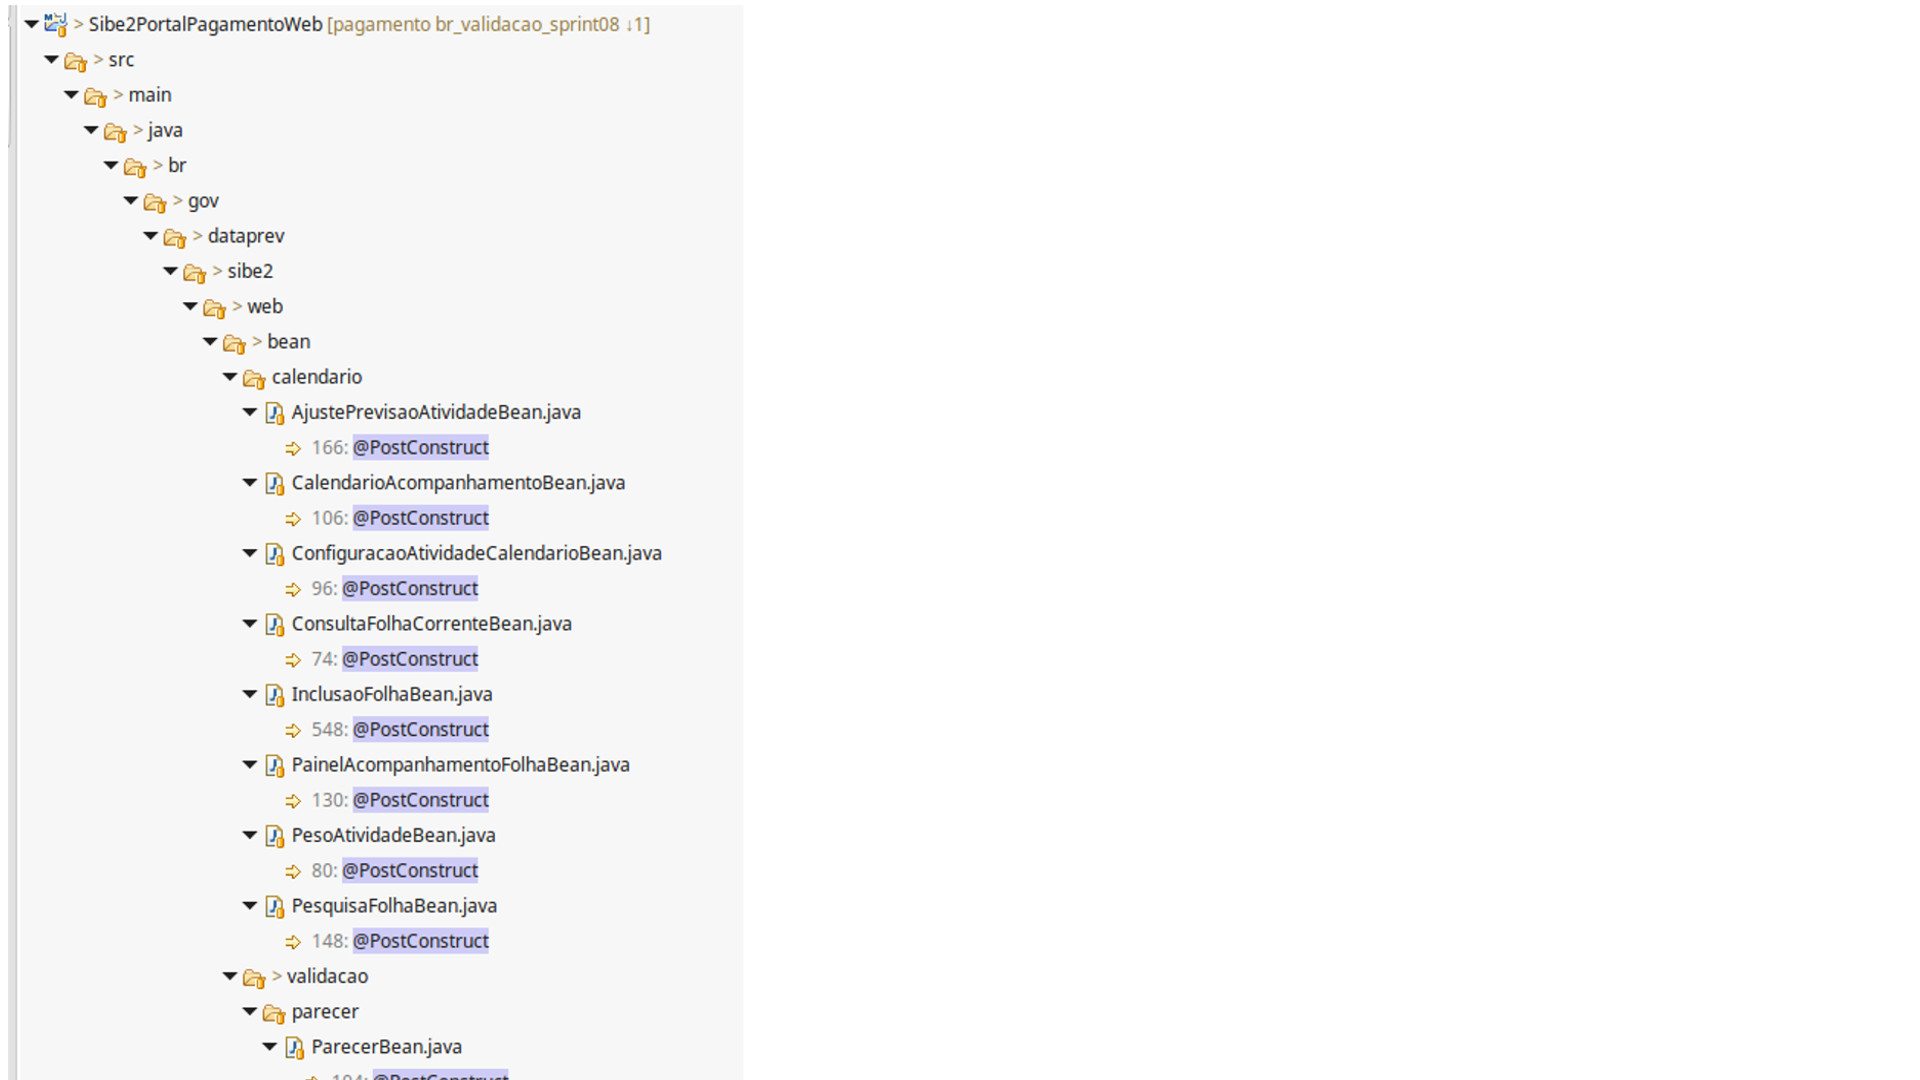 > Sibe2PortalPagamentoWeb [pagamento br_validacao_sprint08 ↓1]
> src
> main
> java
> br
> gov
> dataprev
> sibe2
> web
> bean
calendario
AjustePrevisaoAtividadeBean.java
166: @PostConstruct
CalendarioAcompanhamentoBean.java
106: @PostConstruct
ConfiguracaoAtividadeCalendarioBean.java
96: @PostConstruct
ConsultaFolhaCorrenteBean.java
74: @PostConstruct
InclusaoFolhaBean.java
548: @PostConstruct
PainelAcompanhamentoFolhaBean.java
130: @PostConstruct
PesoAtividadeBean.java
80: @PostConstruct
PesquisaFolhaBean.java
148: @PostConstruct
> validacao
parecer
ParecerBean.java
@PostConstruct